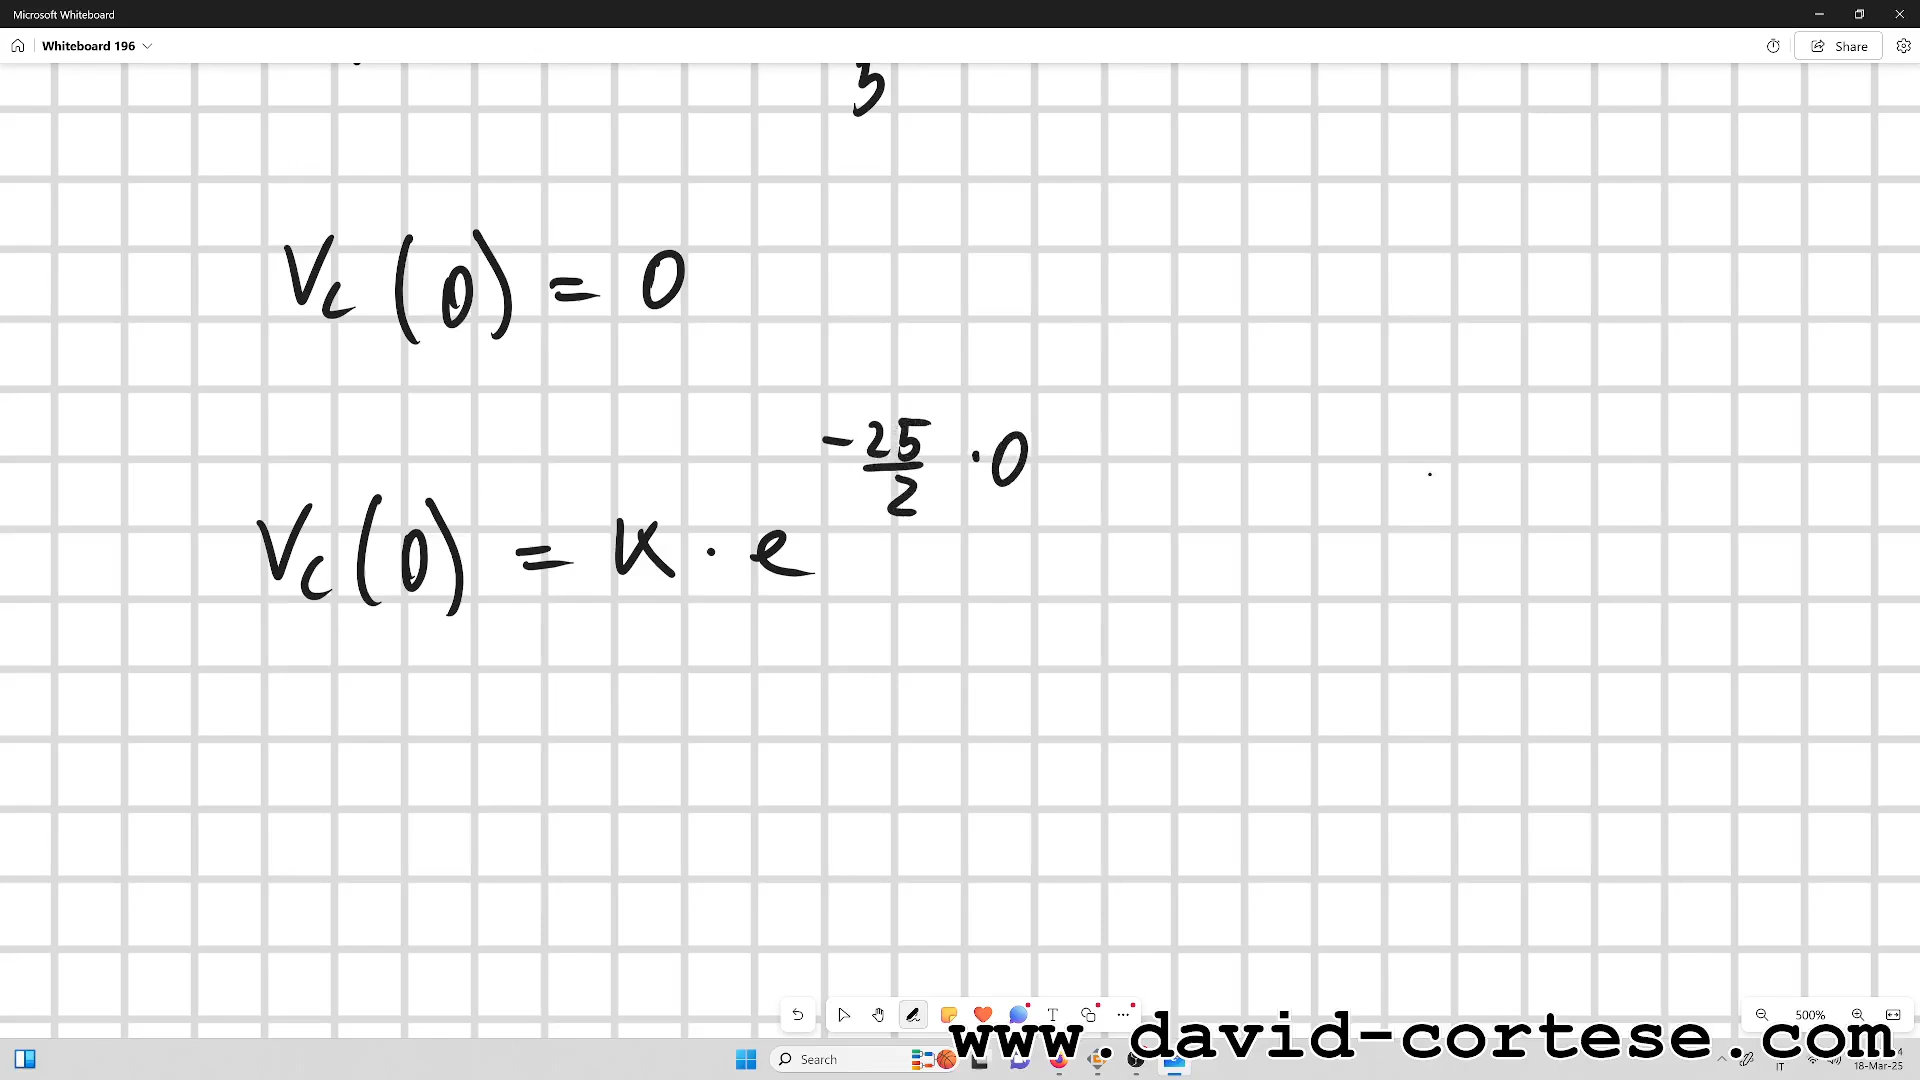 Microsoft Whiteboard
Whiteboard 196
Share
3
Vc (0) = 0
Vc (0) = K · e^(-25/2 · 0)
500%
www.david-cortese.com
Search
IT
18-Mar-25